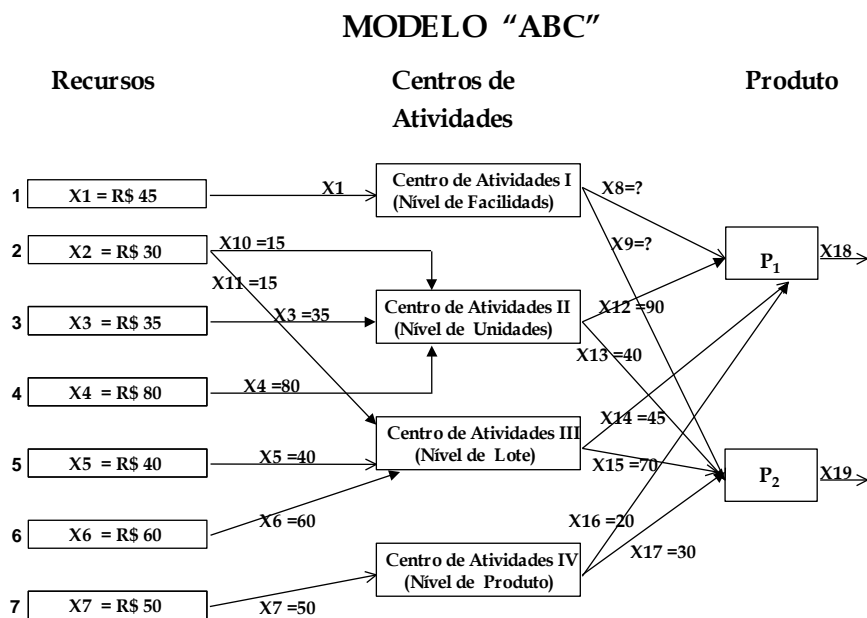 MODELO “ABC”
Recursos
Centros de
Atividades
Produto
1
X1 = R$ 45
X1
Centro de Atividades I
(Nível de Facilidads)
X8=?
X9=?
2
X2 = R$ 30
X10 =15
X11 =15
P1
X18
3
X3 = R$ 35
X3 =35
Centro de Atividades II
(Nível de Unidades)
X12 =90
X13 =40
4
X4 = R$ 80
X4 =80
5
X5 = R$ 40
X5 =40
Centro de Atividades III
(Nível de Lote)
X14 =45
X15 =70
P2
X19
6
X6 = R$ 60
X6 =60
X16 =20
X17 =30
7
X7 = R$ 50
X7 =50
Centro de Atividades IV
(Nível de Produto)